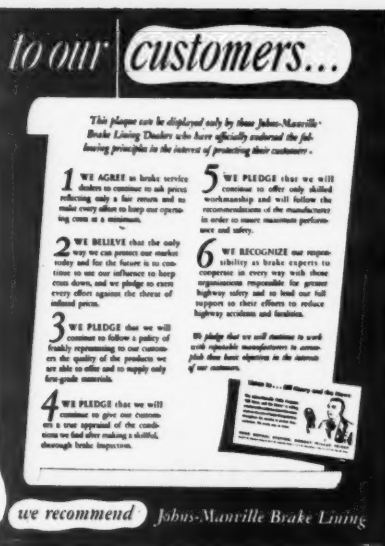 to our customers...
This plaque can be displayed only by those Johns-Manville
Brake Lining Dealers who have officially endorsed the fol-
lowing principles in the interest of protecting their customers.
1 WE AGREE as brake service
dealers to continue to ask prices
reflecting only a fair return and to
make every effort to keep our operat-
ing costs at a minimum.
2 WE BELIEVE that the only
way we can protect our market
today and for the future is to con-
tinue to use our influence to keep
costs down, and we pledge to exert
every effort against the threat of
inflated prices.
3 WE PLEDGE that we will
continue to follow a policy of
frankly representing to our custom-
ers the quality of the products we
are able to offer and to supply only
first-grade materials.
4 WE PLEDGE that we will
continue to give our custom-
ers a true appraisal of the condi-
tions we find after making a skillful,
thorough brake inspection.
5 WE PLEDGE that we will
continue to offer only skilled
workmanship and will follow the
recommendations of the manufacturer
in order to insure maximum perform-
ance and safety.
6 WE RECOGNIZE our respon-
sibility as brake experts to
cooperate in every way with those
organizations responsible for greater
highway safety and to lend our full
support to their efforts to reduce
highway accidents and fatalities.
We pledge that we will continue to work
with reputable manufacturers to accom-
plish these basic objectives in the interests
of our customers.
Listen to... Bill Henry and the News
we recommend Johns-Manville Brake Lining